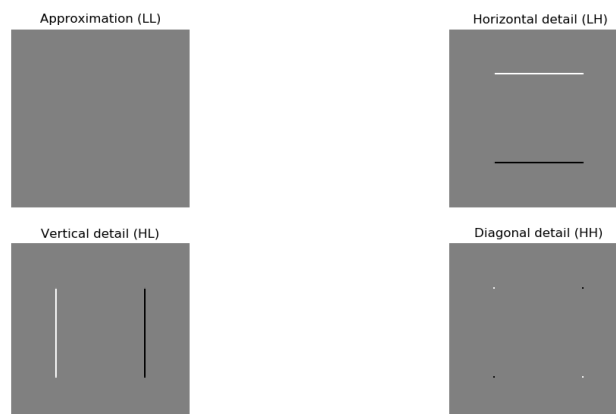 Approximation (LL)
Horizontal detail (LH)
Vertical detail (HL)
Diagonal detail (HH)